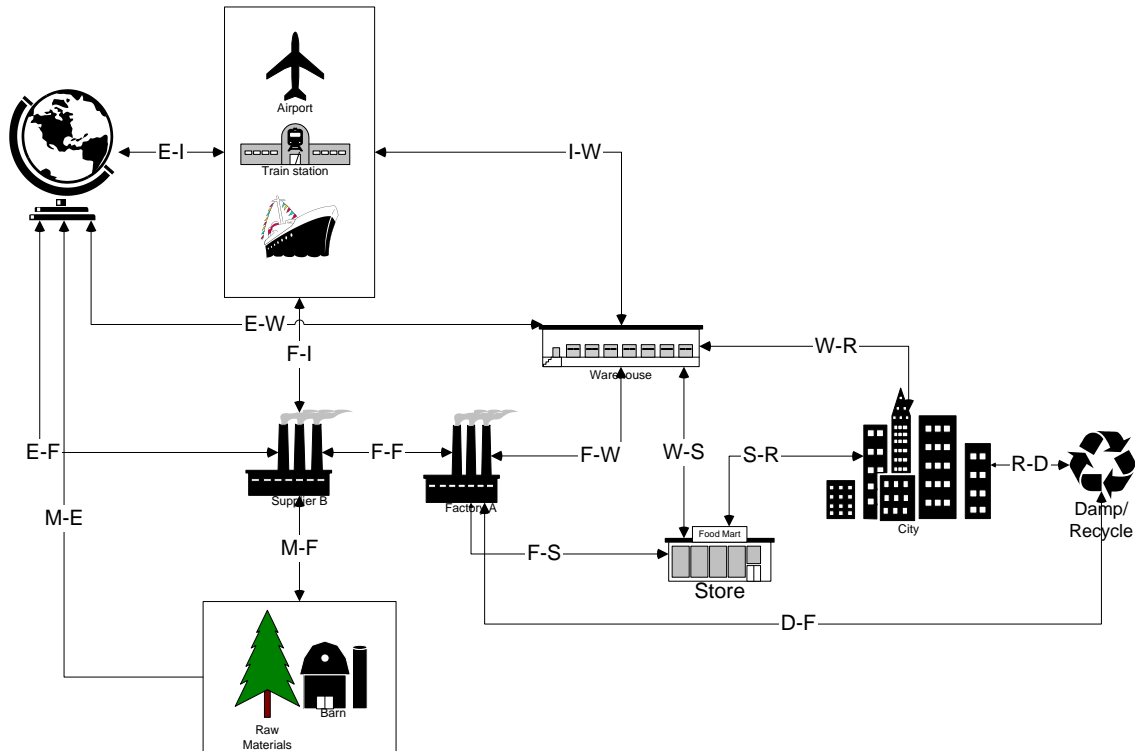 Airport
E-I
I-W
Train station
E-W
F-I
W-R
Warehouse
E-F
F-F
F-W
W-S
S-R
R-D
Supplier B
Factory A
M-E
Damp/
Recycle
City
Food Mart
M-F
F-S
Store
D-F
Barn
Raw
Materials